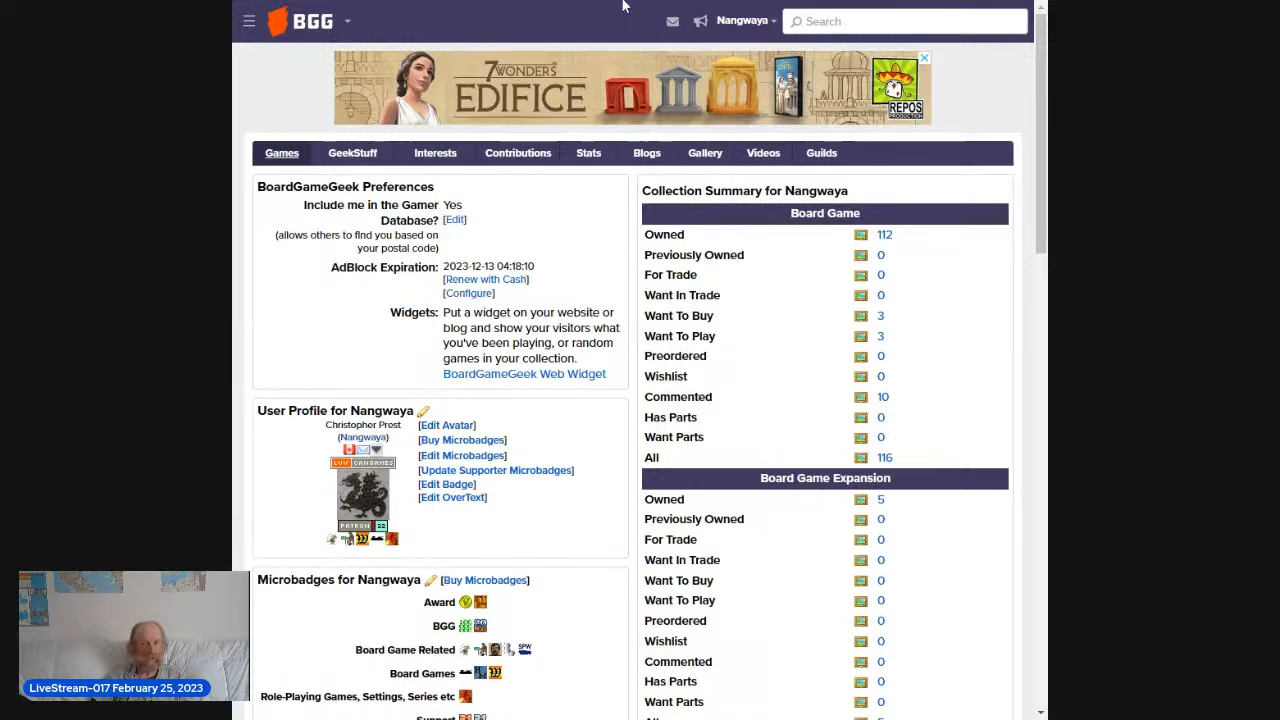 BGG
Nangwaya
Search
7 WONDERS
EDIFICE
REPOS
PRODUCTION
Games GeekStuff Interests Contributions Stats Blogs Gallery Videos Guilds
BoardGameGeek Preferences
Include me in the Gamer Database? Yes
(allows others to find you based on your postal code) [Edit]
AdBlock Expiration: 2023-12-13 04:18:10
[Renew with Cash]
[Configure]
Widgets: Put a widget on your website or
blog and show your visitors what
you've been playing, or random
games in your collection.
BoardGameGeek Web Widget
User Profile for Nangwaya
Christopher Prest
(Nangwaya)
LUV CANGAMES
PATRON 22
[Edit Avatar]
[Buy Microbadges]
[Edit Microbadges]
[Update Supporter Microbadges]
[Edit Badge]
[Edit OverText]
Microbadges for Nangwaya [Buy Microbadges]
Award
BGG
Board Game Related SPW
Board Games
Role-Playing Games, Settings, Series etc
Support
Collection Summary for Nangwaya
Board Game
Owned 112
Previously Owned 0
For Trade 0
Want In Trade 0
Want To Buy 3
Want To Play 3
Preordered 0
Wishlist 0
Commented 10
Has Parts 0
Want Parts 0
All 116
Board Game Expansion
Owned 5
Previously Owned 0
For Trade 0
Want In Trade 0
Want To Buy 0
Want To Play 0
Preordered 0
Wishlist 0
Commented 0
Has Parts 0
Want Parts 0
All 5
LiveStream-017 February 25, 2023